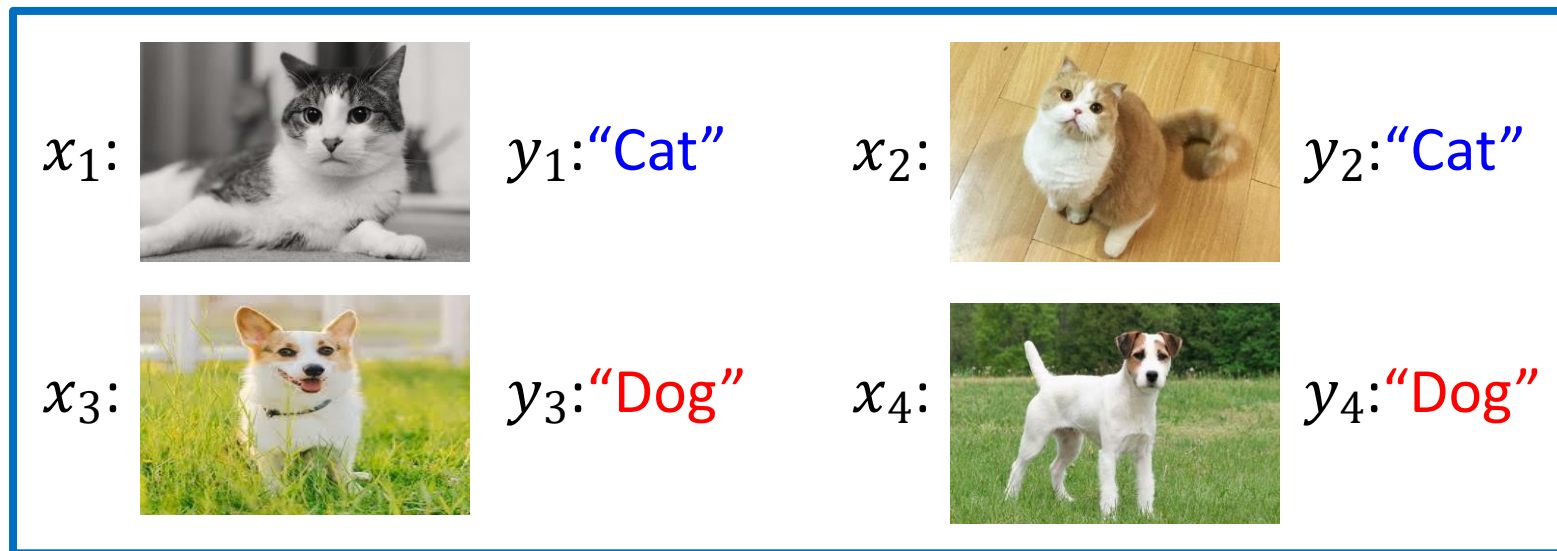 x₁: y₁:“Cat” x₂: y₂:“Cat”
x₃: y₃:“Dog” x₄: y₄:“Dog”